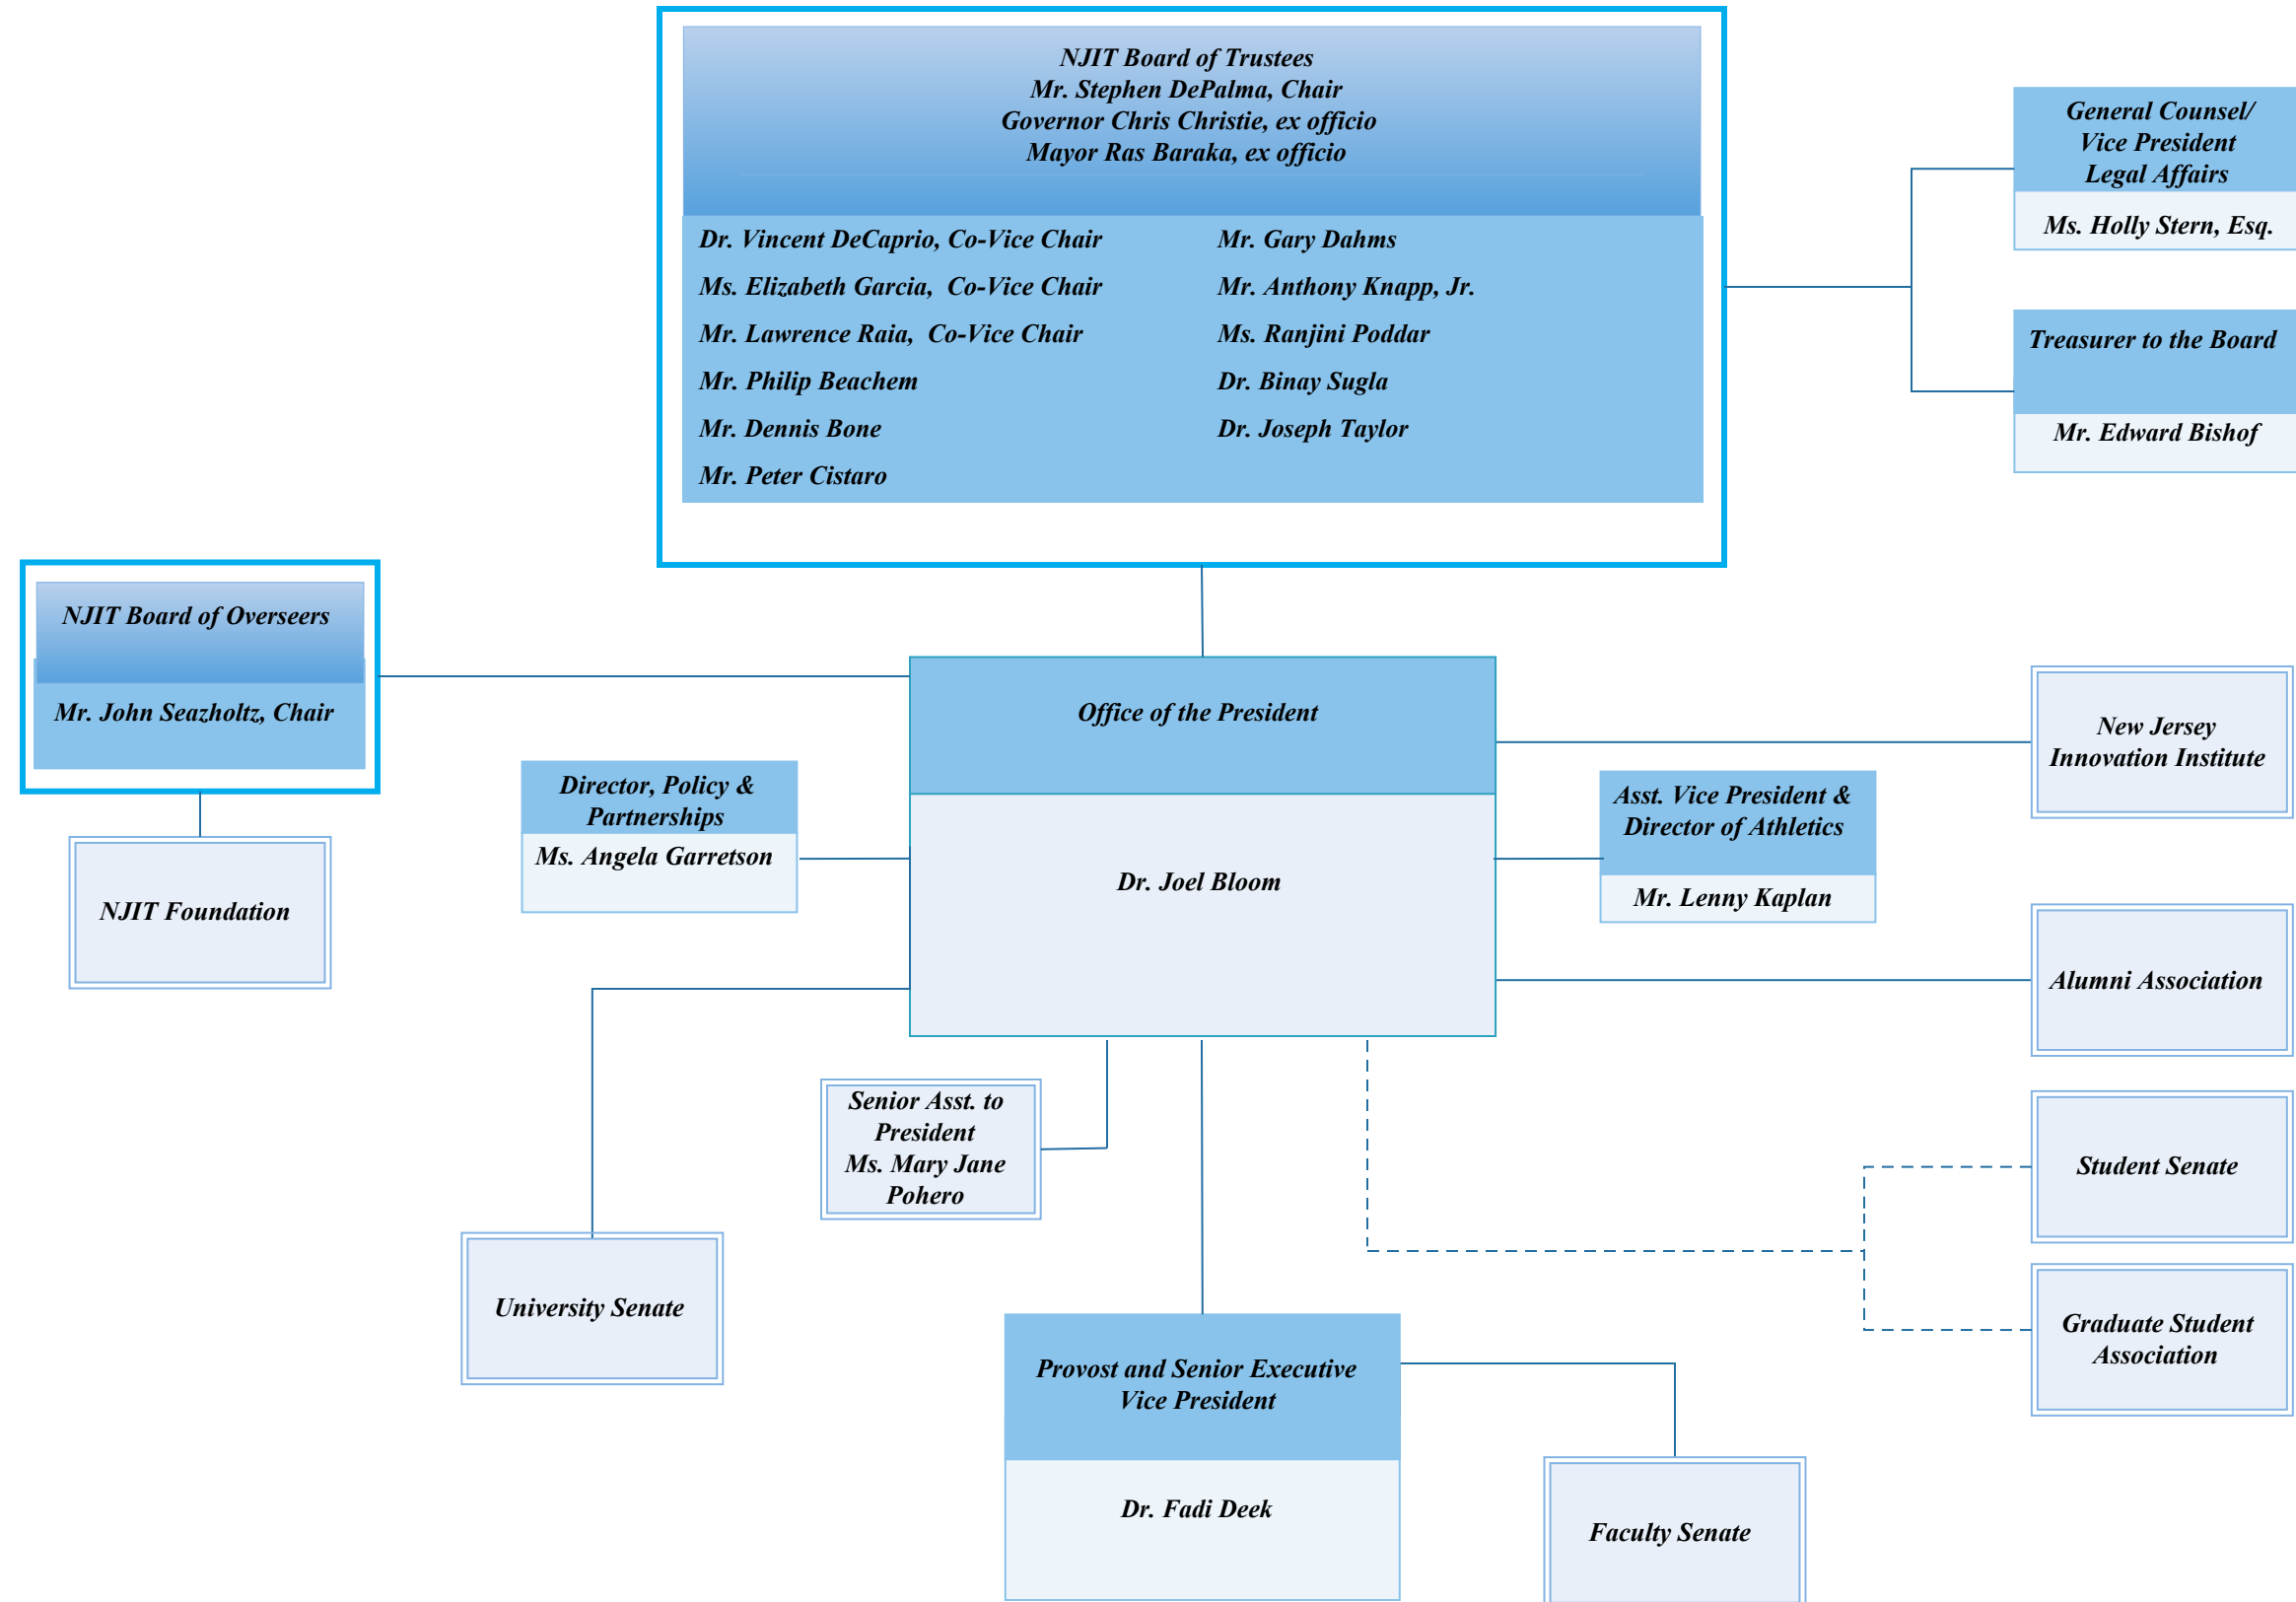 NJIT Board of Trustees
Mr. Stephen DePalma, Chair
Governor Chris Christie, ex officio
Mayor Ras Baraka, ex officio
Dr. Vincent DeCaprio, Co-Vice Chair
Ms. Elizabeth Garcia, Co-Vice Chair
Mr. Lawrence Raia, Co-Vice Chair
Mr. Philip Beachem
Mr. Dennis Bone
Mr. Peter Cistaro
Mr. Gary Dahms
Mr. Anthony Knapp, Jr.
Ms. Ranjini Poddar
Dr. Binay Sugla
Dr. Joseph Taylor
General Counsel/
Vice President
Legal Affairs
Ms. Holly Stern, Esq.
Treasurer to the Board
Mr. Edward Bishof
NJIT Board of Overseers
Mr. John Seazholtz, Chair
NJIT Foundation
Office of the President
Dr. Joel Bloom
Director, Policy &
Partnerships
Ms. Angela Garretson
Asst. Vice President &
Director of Athletics
Mr. Lenny Kaplan
New Jersey
Innovation Institute
Alumni Association
Senior Asst. to
President
Ms. Mary Jane
Pohero
Student Senate
University Senate
Graduate Student
Association
Provost and Senior Executive
Vice President
Dr. Fadi Deek
Faculty Senate